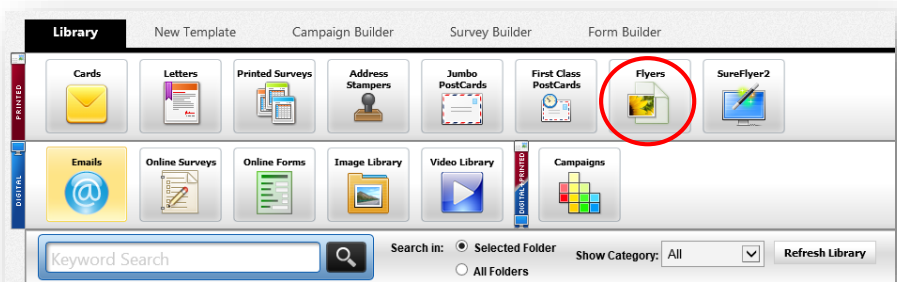 Library New Template Campaign Builder Survey Builder Form Builder
PRINTED
Cards Letters Printed Surveys Address Stampers Jumbo PostCards First Class PostCards Flyers SureFlyer2
DIGITAL
Emails Online Surveys Online Forms Image Library Video Library
DIGITAL+PRINTED
Campaigns
Keyword Search Search in: Selected Folder Show Category: All Refresh Library
All Folders